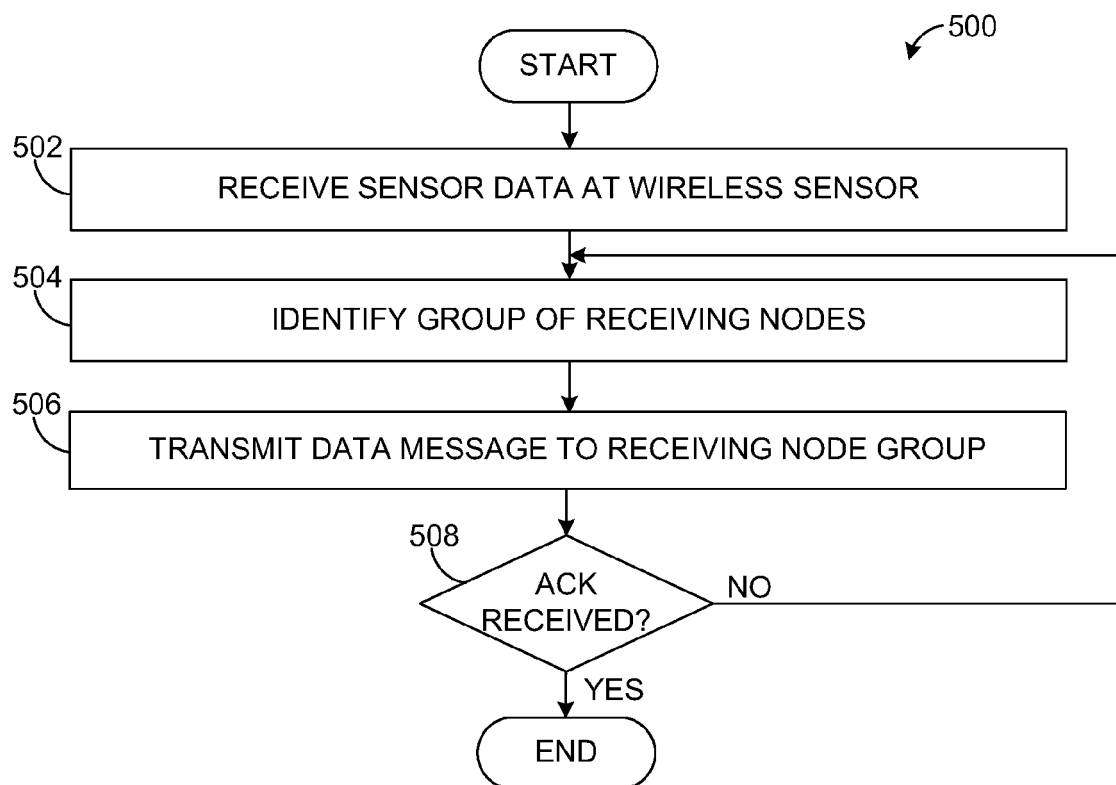 500
START
502
RECEIVE SENSOR DATA AT WIRELESS SENSOR
504
IDENTIFY GROUP OF RECEIVING NODES
506
TRANSMIT DATA MESSAGE TO RECEIVING NODE GROUP
508
ACK
RECEIVED?
NO
YES
END